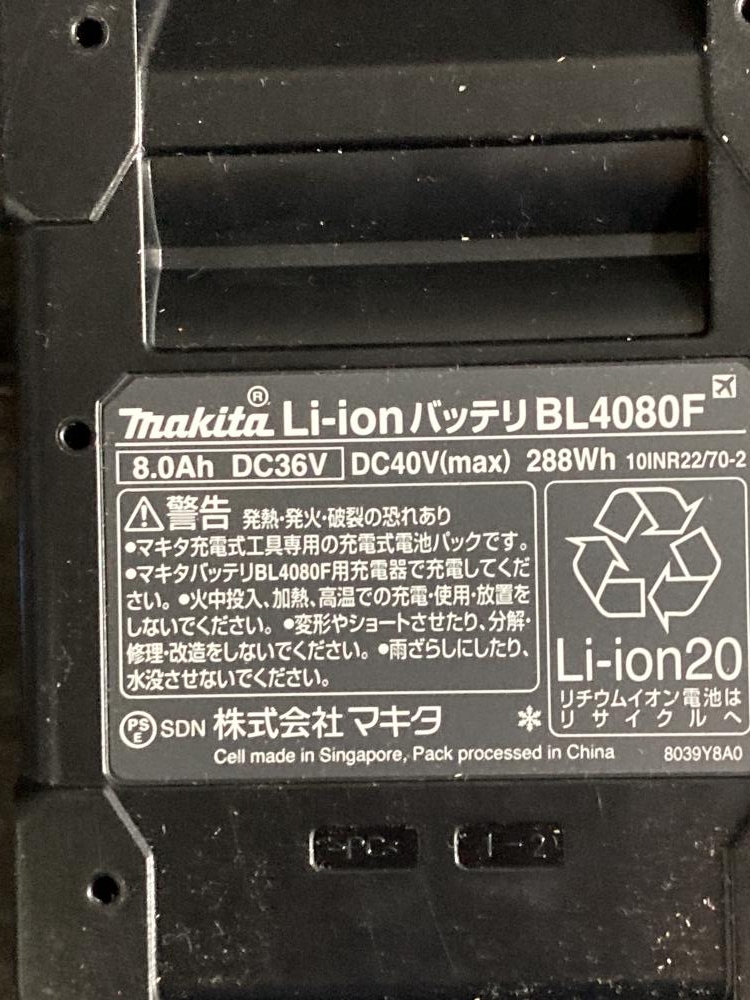 makita® Li-ionバッテリ BL4080F
8.0Ah DC36V DC40V(max) 288Wh 10INR22/70-2
警告 発熱・発火・破裂の恐れあり
•マキタ充電式工具専用の充電式電池パックです。
•マキタバッテリBL4080F用充電器で充電してくだ
さい。•火中投入、加熱、高温での充電・使用・放置を
しないでください。•変形やショートさせたり、分解・
修理・改造をしないでください。•雨ざらしにしたり、
水没させないでください。
Li-ion20
リチウムイオン電池は
リサイクルへ
PSE SDN 株式会社 マキタ
Cell made in Singapore, Pack processed in China 8039Y8A0
>PC< 1-2